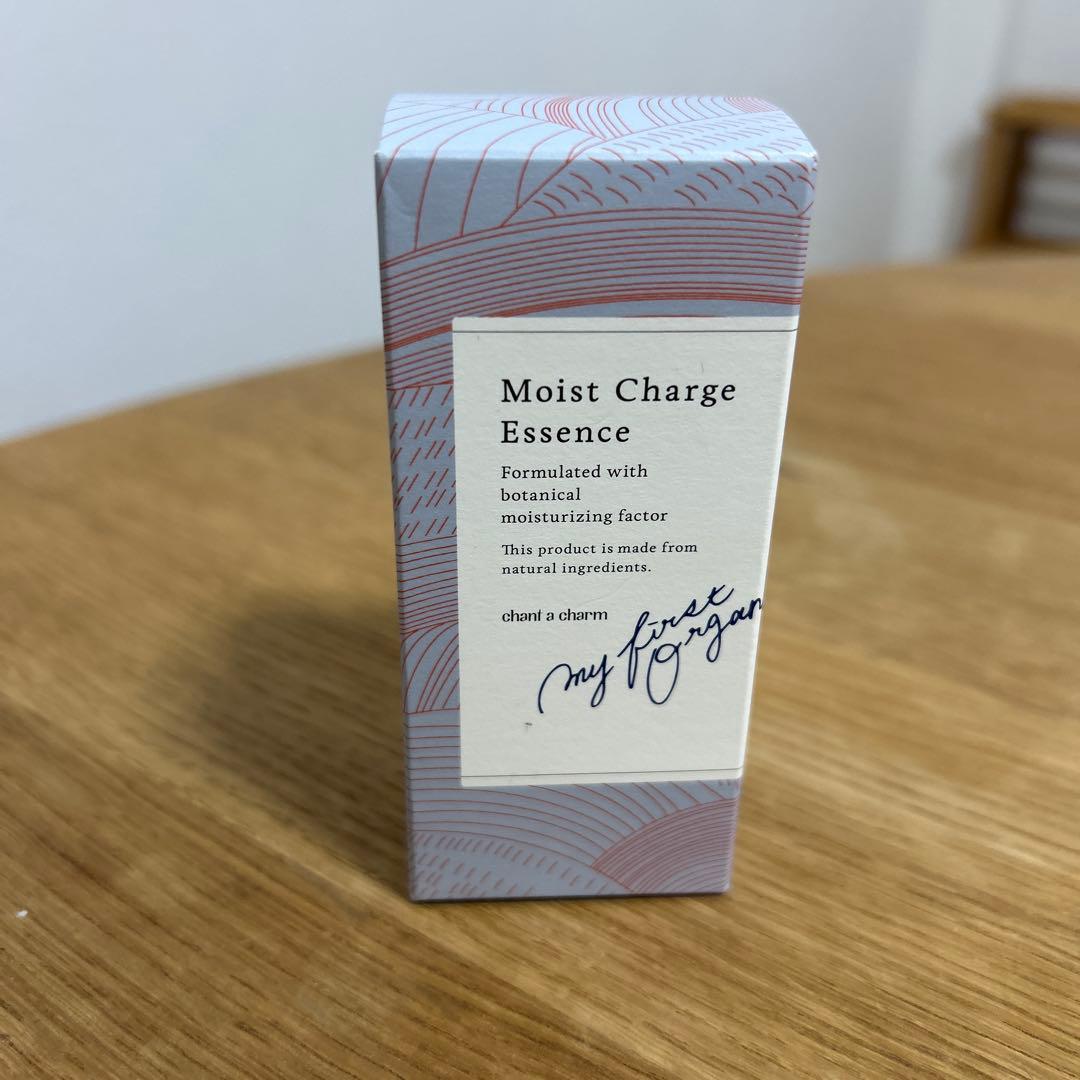 Moist Charge
Essence
Formulated with
botanical
moisturizing factor
This product is made from
natural ingredients.
chant a charm
my first
Organ